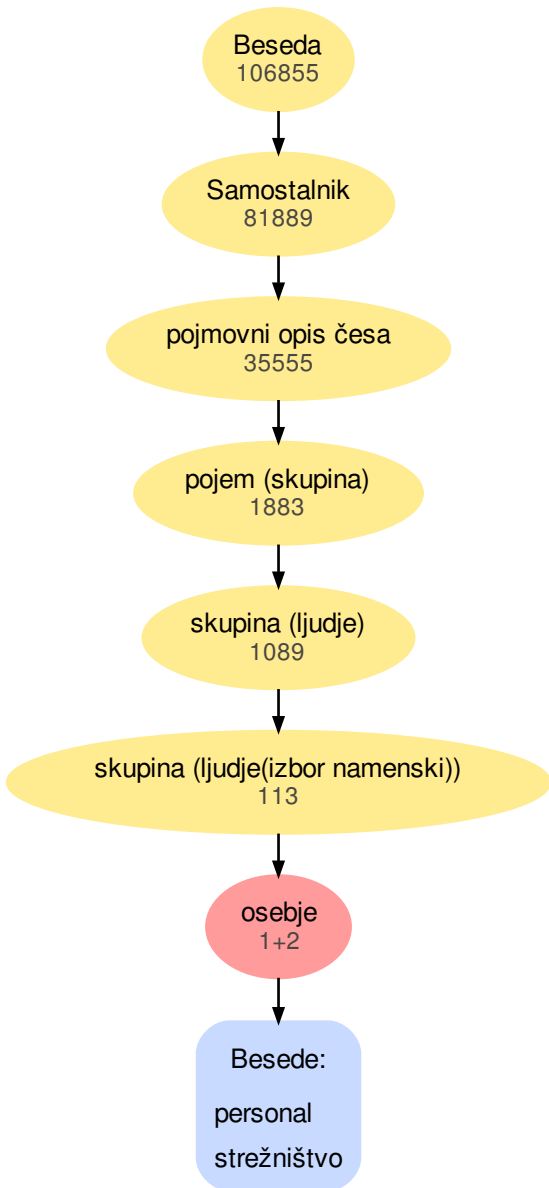 Beseda
106855
Samostalnik
81889
pojmovni opis česa
35555
pojem (skupina)
1883
skupina (ljudje)
1089
skupina (ljudje(izbor namenski))
113
osebje
1+2
Besede:
personal
strežništvo